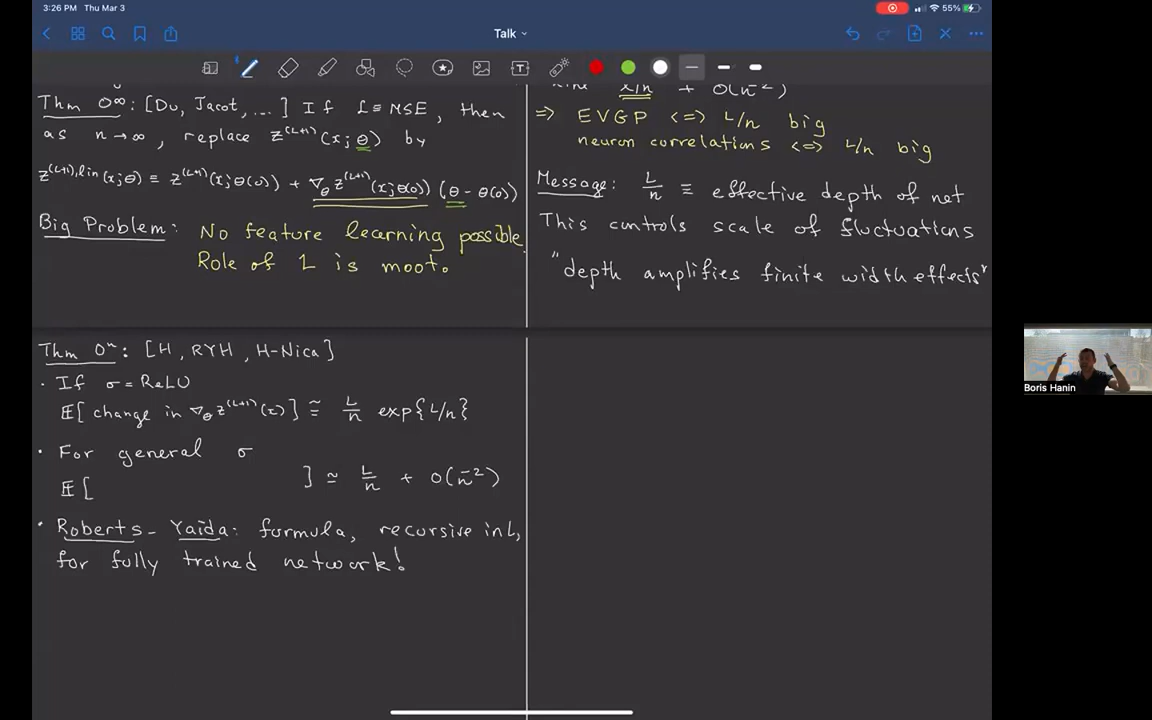 3:26 PM Thu Mar 3
55%
Talk
Thm 0^∞: [Du, Jacot, ...] If L ≡ MSE, then
as n → ∞, replace z^(L+1)(x; θ) by
z^(L+1),lin(x;θ) ≡ z^(L+1)(x;θ(0)) + ∇_θ z^(L+1)(x;θ(0)) (θ - θ(0))
Big Problem: No feature learning possible.
Role of L is moot.
+ O(n^-2)
⇒ EVGP <=> L/n big
neuron correlations <=> L/n big
Message: L/n ≡ effective depth of net
This controls scale of fluctuations
"depth amplifies finite width effects"
Thm 0^n: [H, RYH, H-Nica]
· If σ = ReLU
E[change in ∇_θ z^(L+1)(x)] ≅ L/n exp{L/n}
· For general σ
E[ ] ≃ L/n + O(n^-2)
· Roberts-Yaida: formula, recursive in L,
for fully trained network!
Boris Hanin